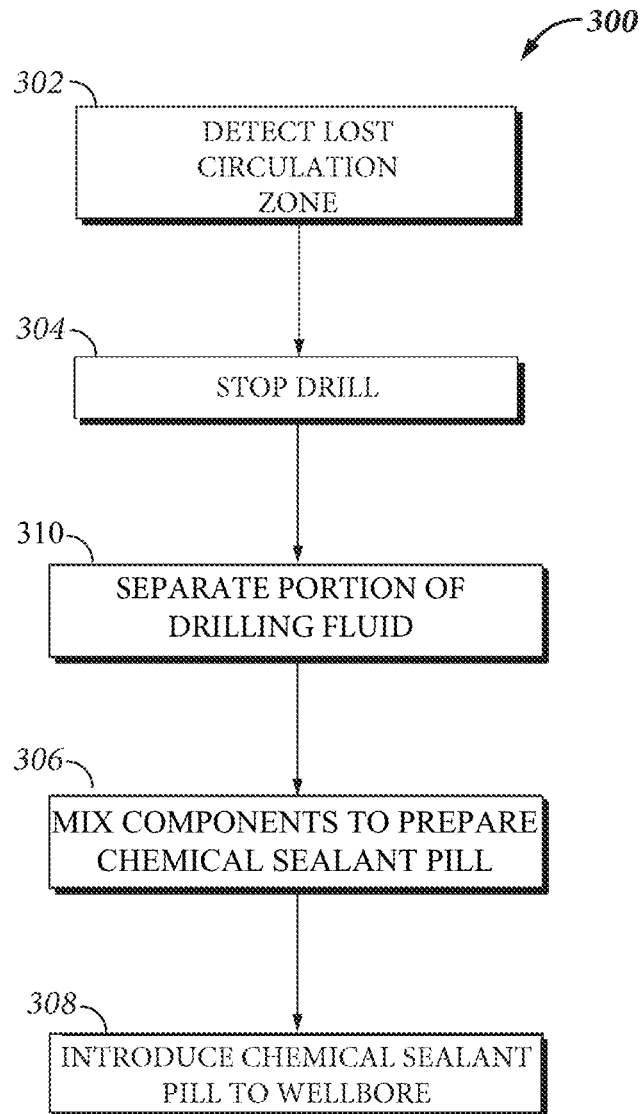 300
302
DETECT LOST
CIRCULATION
ZONE
304
STOP DRILL
310
SEPARATE PORTION OF
DRILLING FLUID
306
MIX COMPONENTS TO PREPARE
CHEMICAL SEALANT PILL
308
INTRODUCE CHEMICAL SEALANT
PILL TO WELLBORE